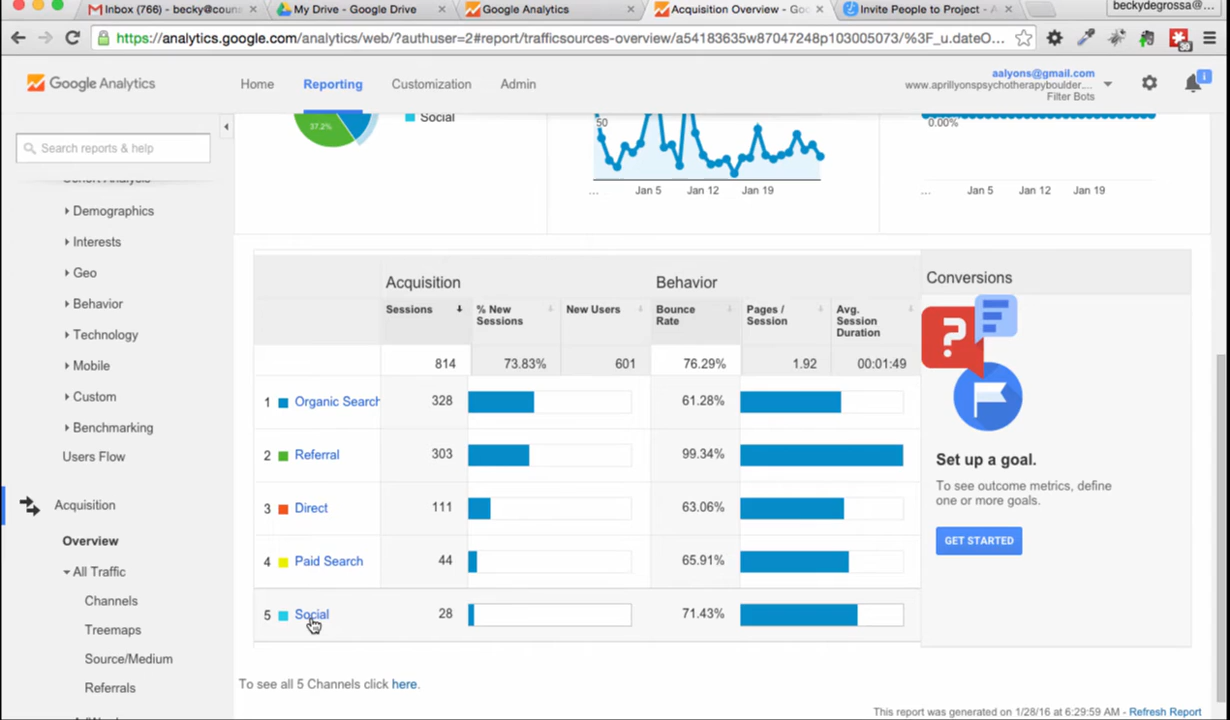 Inbox (766) - becky@coun
My Drive - Google Drive
Google Analytics
Acquisition Overview - Go
Invite People to Project - A
beckydegrossa@...
https://analytics.google.com/analytics/web/?authuser=2#report/trafficsources-overview/a54183635w87047248p103005073/%3F_u.dateO...
Google Analytics
Home
Reporting
Customization
Admin
aalyons@gmail.com
www.aprillyonspsychotherapyboulder....
Filter Bots
1
Search reports & help
Cohort Analysis
Demographics
Interests
Geo
Behavior
Technology
Mobile
Custom
Benchmarking
Users Flow
Acquisition
Overview
All Traffic
Channels
Treemaps
Source/Medium
Referrals
37.2%
Social
50
... Jan 5 Jan 12 Jan 19
0.00%
... Jan 5 Jan 12 Jan 19
Acquisition Behavior Conversions
Sessions % New Sessions New Users Bounce Rate Pages / Session Avg. Session Duration
814 73.83% 601 76.29% 1.92 00:01:49
1 Organic Search 328 61.28%
2 Referral 303 99.34%
3 Direct 111 63.06%
4 Paid Search 44 65.91%
5 Social 28 71.43%
?
Set up a goal.
To see outcome metrics, define
one or more goals.
GET STARTED
To see all 5 Channels click here.
This report was generated on 1/28/16 at 6:29:59 AM - Refresh Report